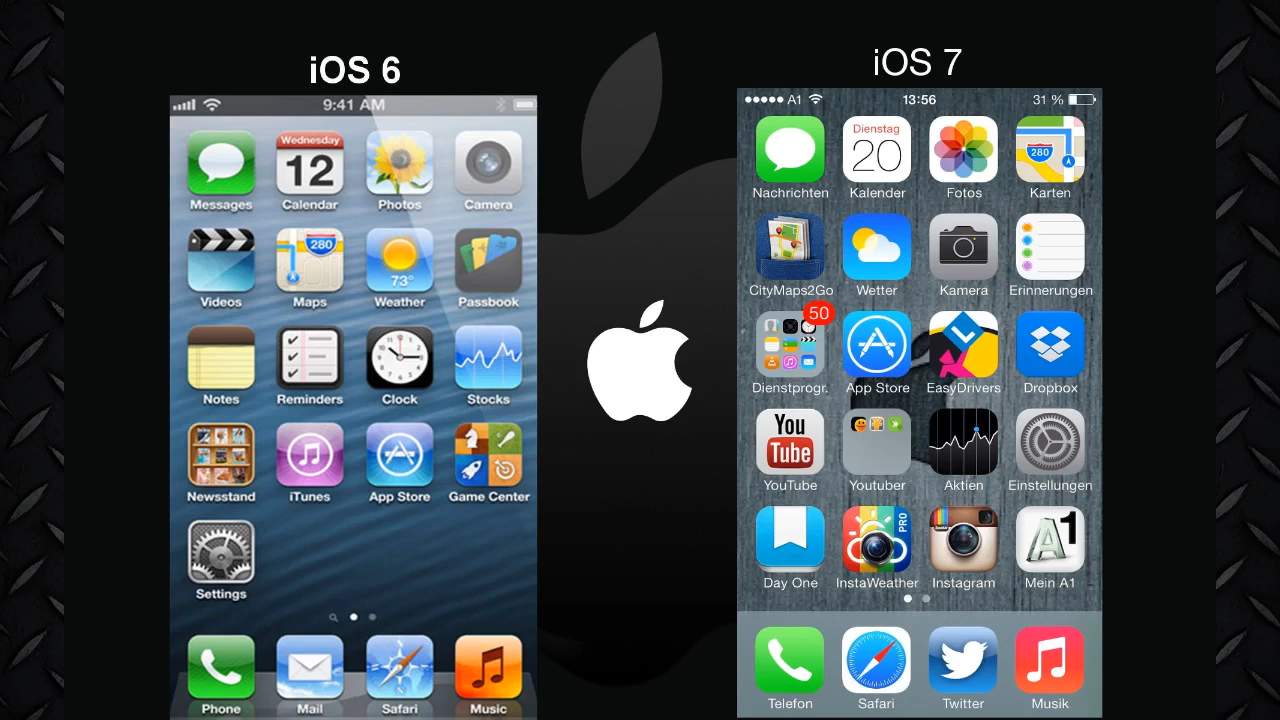 iOS 6
9:41 AM
Wednesday
12
Messages Calendar Photos Camera
280
73°
Videos Maps Weather Passbook
Notes Reminders Clock Stocks
Newsstand iTunes App Store Game Center
Settings
Phone Mail Safari Music
iOS 7
A1 13:56 31 %
Dienstag
20
280
Nachrichten Kalender Fotos Karten
CityMaps2Go Wetter Kamera Erinnerungen
50
Dienstprogr. App Store EasyDrivers Dropbox
You
Tube
YouTube Youtuber Aktien Einstellungen
PRO
A1
Day One InstaWeather Instagram Mein A1
Telefon Safari Twitter Musik